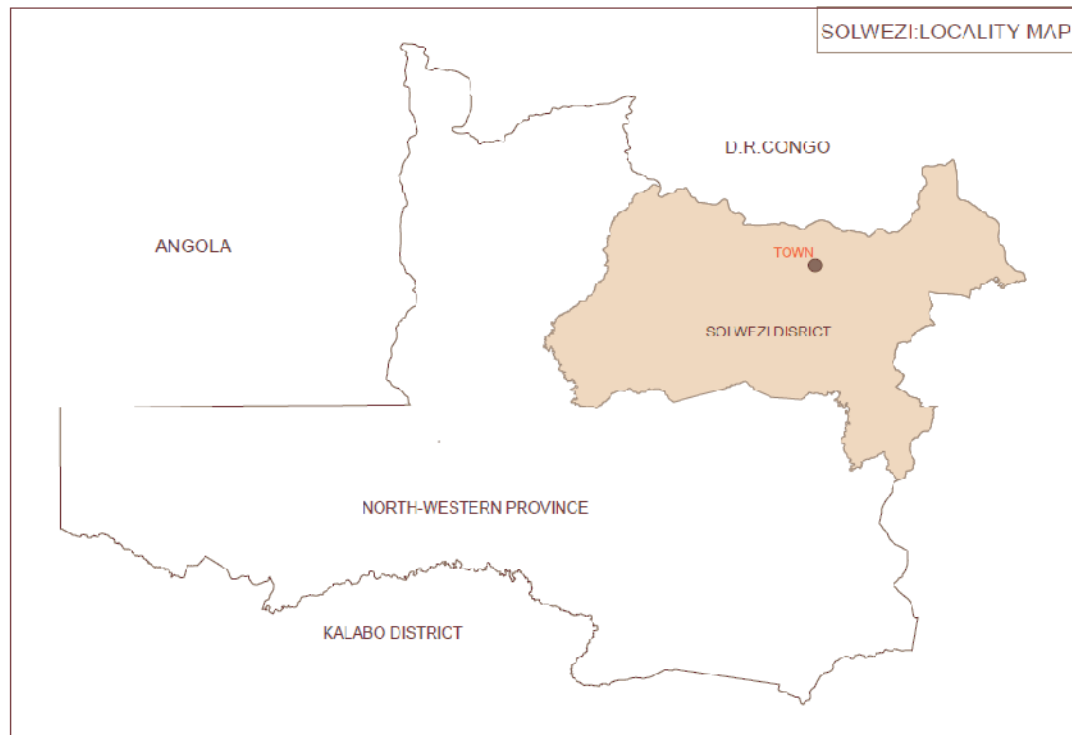 SOLWEZI:LOCALITY MAP
D.R.CONGO
ANGOLA
TOWN
SOLWEZI DISRICT
NORTH-WESTERN PROVINCE
KALABO DISTRICT